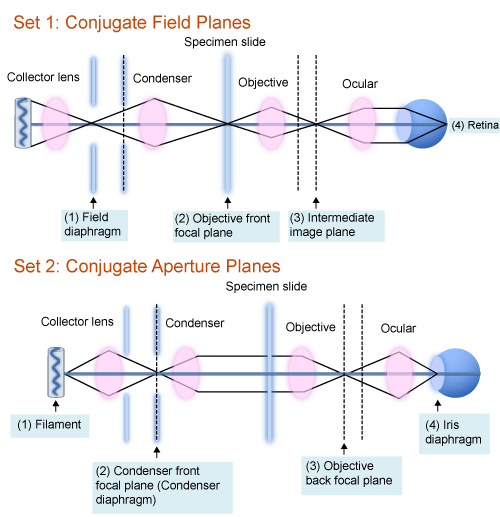 Set 1: Conjugate Field Planes
Specimen slide
Collector lens
Condenser
Objective
Ocular
(4) Retina
(1) Field
diaphragm
(2) Objective front
focal plane
(3) Intermediate
image plane
Set 2: Conjugate Aperture Planes
Specimen slide
Collector lens
Condenser
Objective
Ocular
(1) Filament
(2) Condenser front
focal plane (Condenser
diaphragm)
(3) Objective
back focal plane
(4) Iris
diaphragm